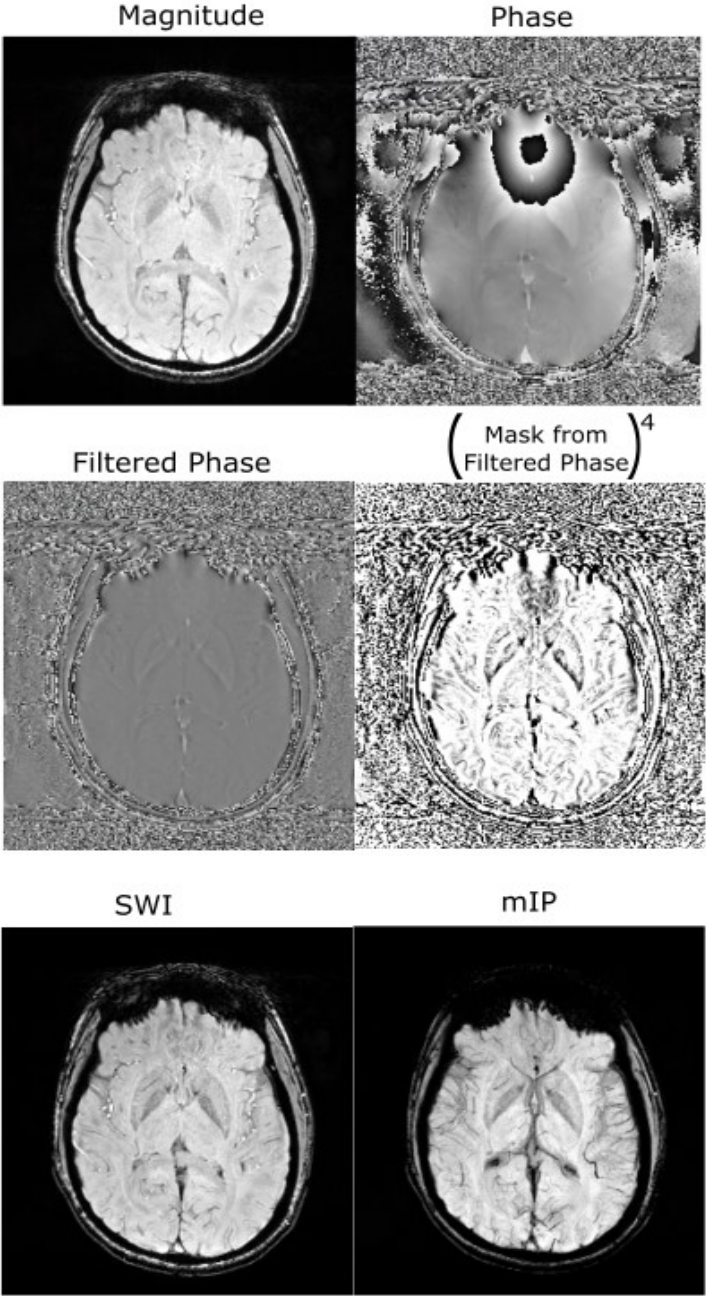 Magnitude
Phase
Filtered Phase
(Mask from
Filtered Phase)4
SWI
mIP